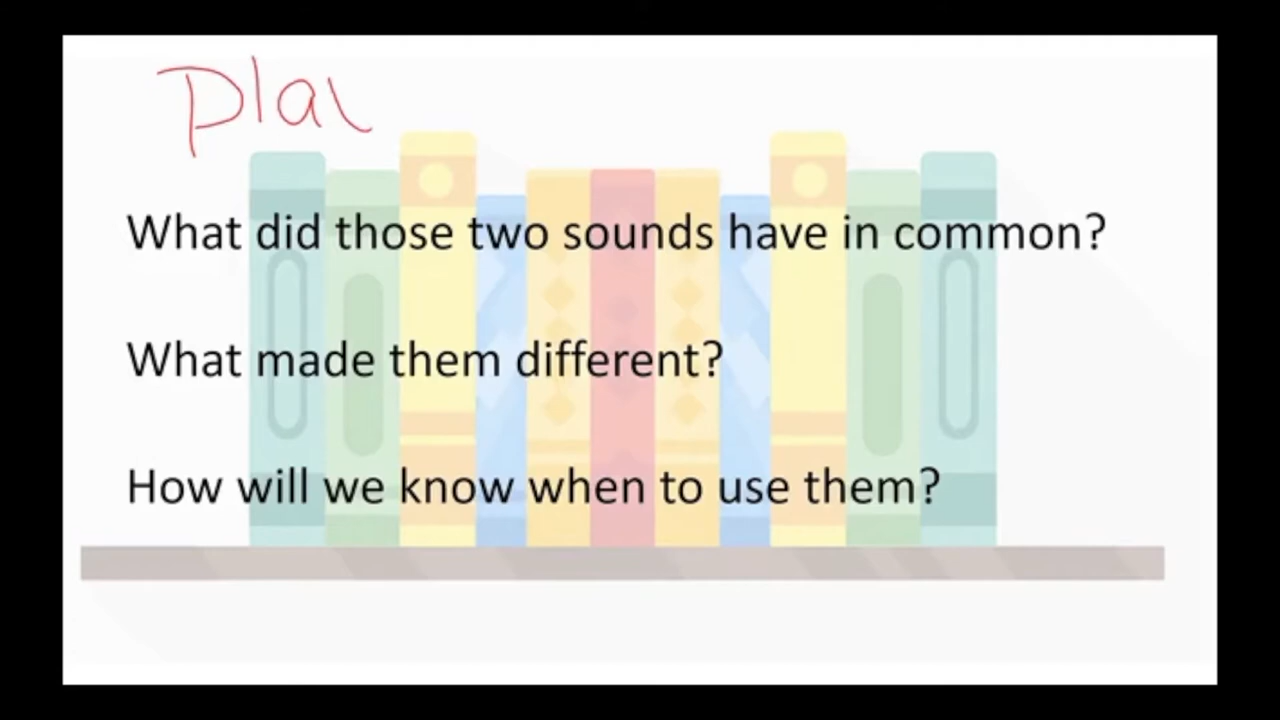 pla
What did those two sounds have in common?
What made them different?
How will we know when to use them?